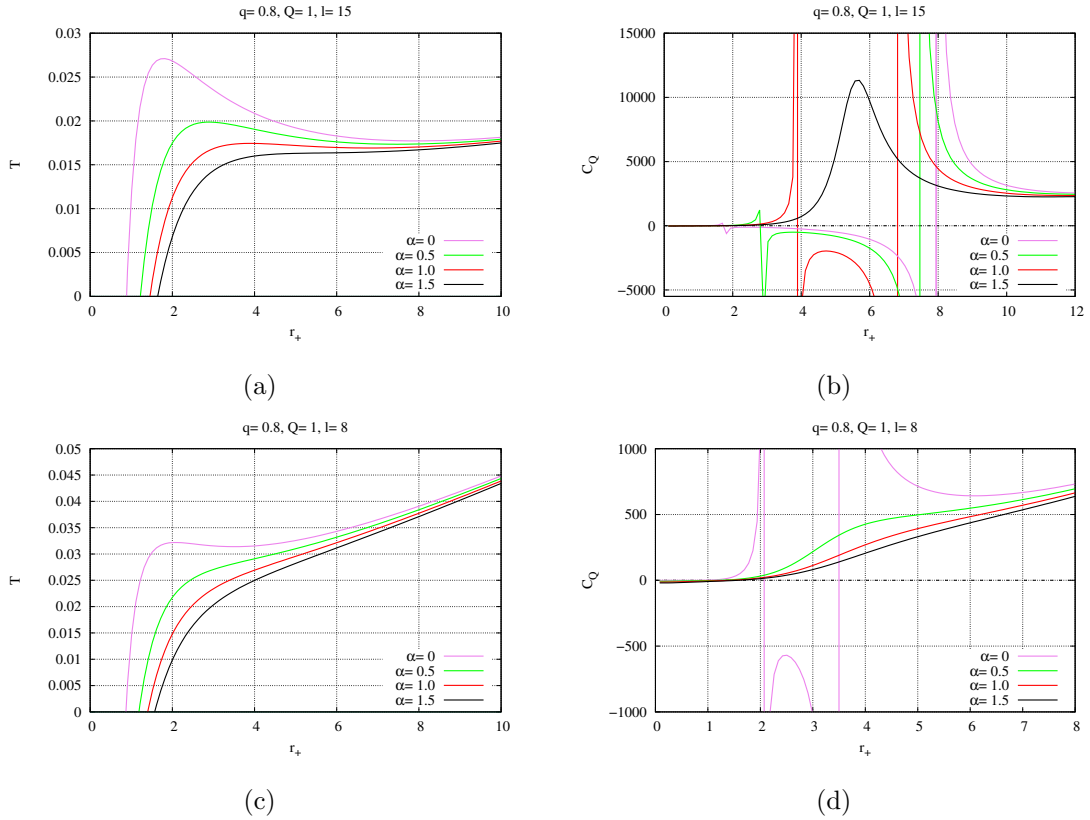 q= 0.8, Q= 1, l= 15
0.03
0.025
0.02
0.015
0.01
0.005
0
T
α= 0
α= 0.5
α= 1.0
α= 1.5
0 2 4 6 8 10
r+
(a)
q= 0.8, Q= 1, l= 15
15000
10000
5000
0
−5000
C_Q
α= 0
α= 0.5
α= 1.0
α= 1.5
0 2 4 6 8 10 12
r+
(b)
q= 0.8, Q= 1, l= 8
0.05
0.045
0.04
0.035
0.03
0.025
0.02
0.015
0.01
0.005
0
T
α= 0
α= 0.5
α= 1.0
α= 1.5
0 2 4 6 8 10
r+
(c)
q= 0.8, Q= 1, l= 8
1000
500
0
−500
−1000
C_Q
α= 0
α= 0.5
α= 1.0
α= 1.5
0 1 2 3 4 5 6 7 8
r+
(d)